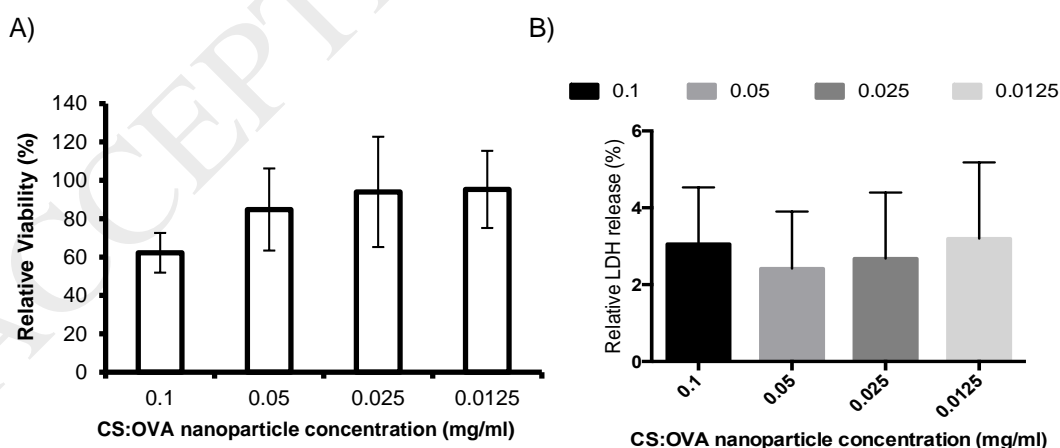 A)
140
120
100
80
60
40
20
0
Relative Viability (%)
0.1 0.05 0.025 0.0125
CS:OVA nanoparticle concentration (mg/ml)
B)
0.1 0.05 0.025 0.0125
6
4
2
0
Relative LDH release (%)
0.1 0.05 0.025 0.0125
CS:OVA nanoparticle concentration (mg/ml)